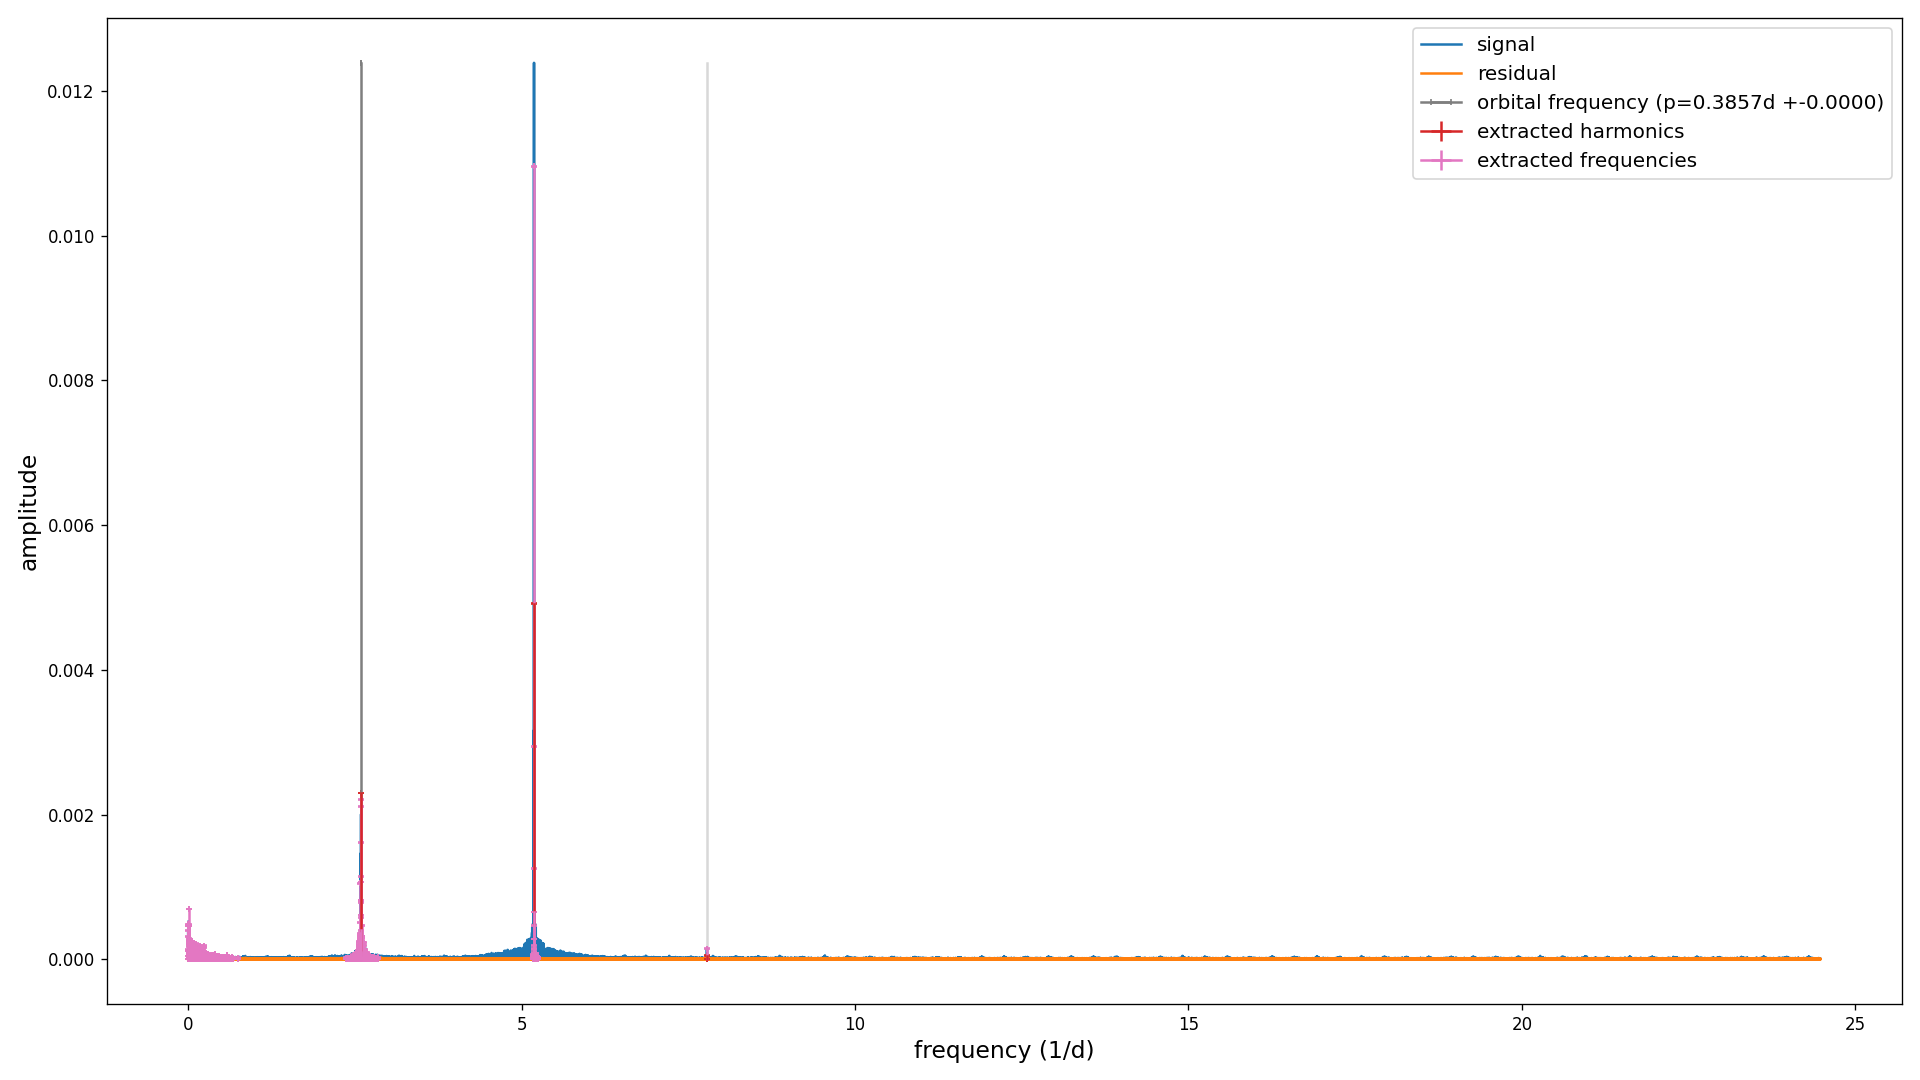 signal
residual
orbital frequency (p=0.3857d +-0.0000)
extracted harmonics
extracted frequencies
amplitude
0.012
0.010
0.008
0.006
0.004
0.002
0.000
0 5 10 15 20 25
frequency (1/d)